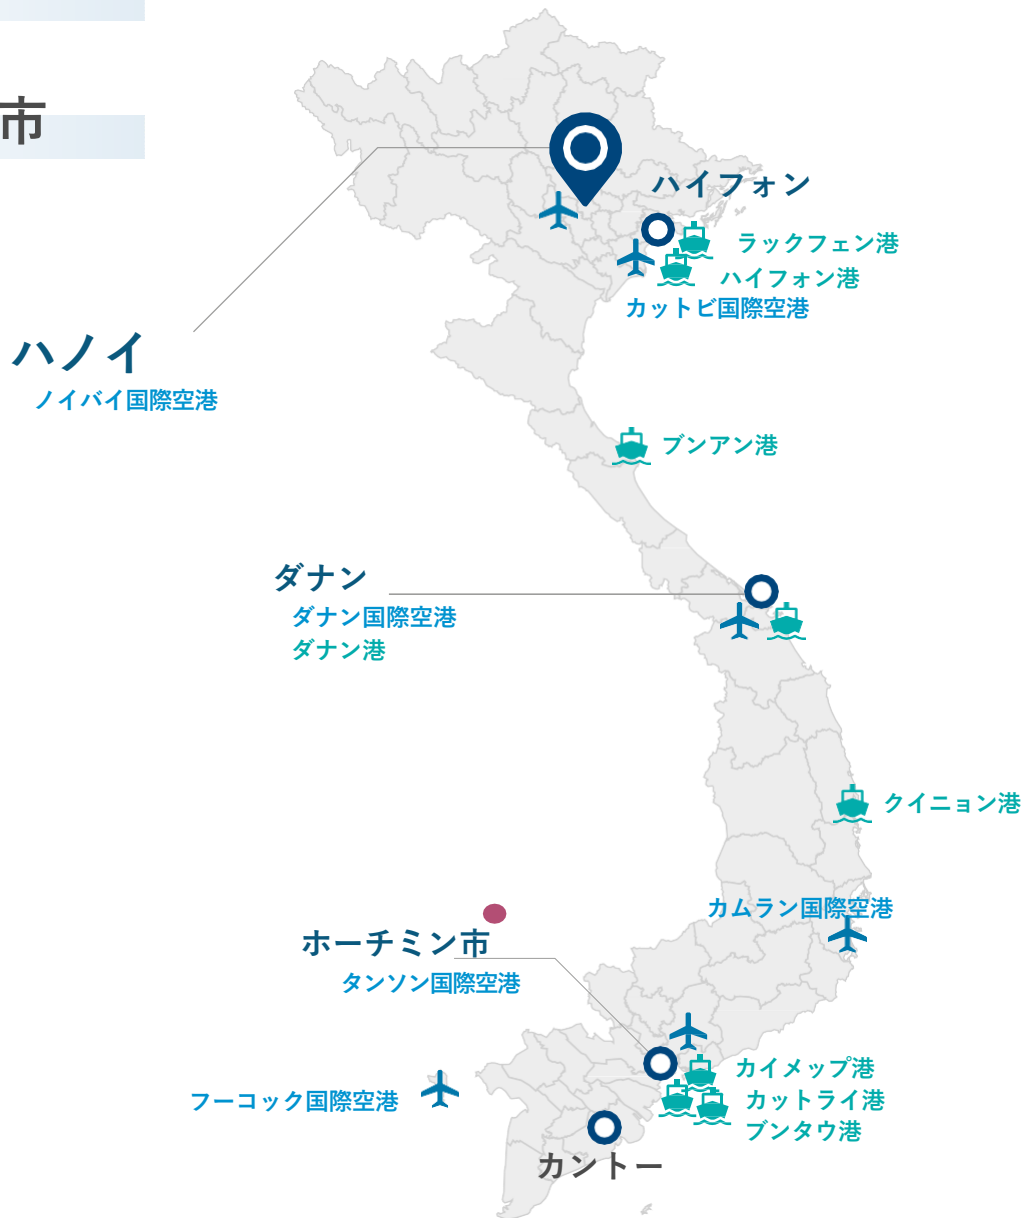 市
ハイフォン
ラックフェン港
ハイフォン港
カットビ国際空港
ハノイ
ノイバイ国際空港
ブンアン港
ダナン
ダナン国際空港
ダナン港
クイニョン港
カムラン国際空港
ホーチミン市
タンソン国際空港
カイメップ港
フーコック国際空港
カットライ港
ブンタウ港
カントー